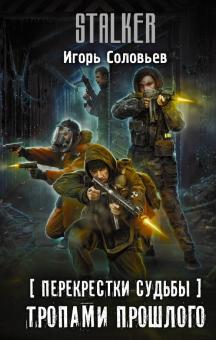 STALKER
Игорь Соловьев
[ ПЕРЕКРЕСТКИ СУДЬБЫ ]
ТРОПАМИ ПРОШЛОГО